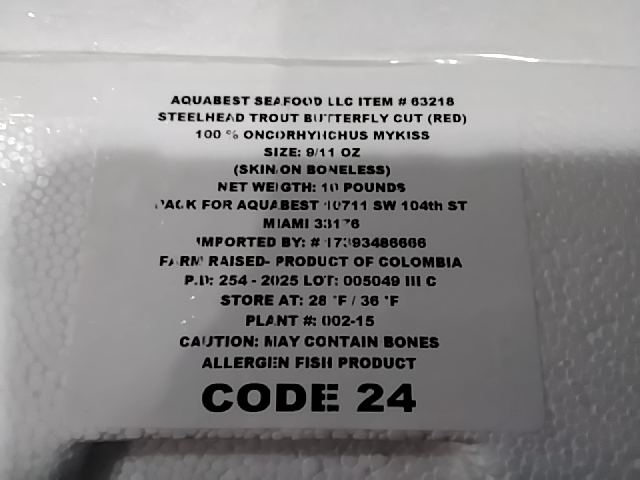 AQUABEST SEAFOOD LLC ITEM # 63218
STEELHEAD TROUT BUTTERFLY CUT (RED)
100 % ONCORHYNCHUS MYKISS
SIZE: 9/11 OZ
(SKIN ON BONELESS)
NET WEIGTH: 10 POUNDS
PACK FOR AQUABEST 10711 SW 104th ST
MIAMI 33176
IMPORTED BY: # 17393486666
FARM RAISED- PRODUCT OF COLOMBIA
P.D: 254 - 2025 LOT: 005049 III C
STORE AT: 28 °F / 36 °F
PLANT #: 002-15
CAUTION: MAY CONTAIN BONES
ALLERGEN FISH PRODUCT
CODE 24